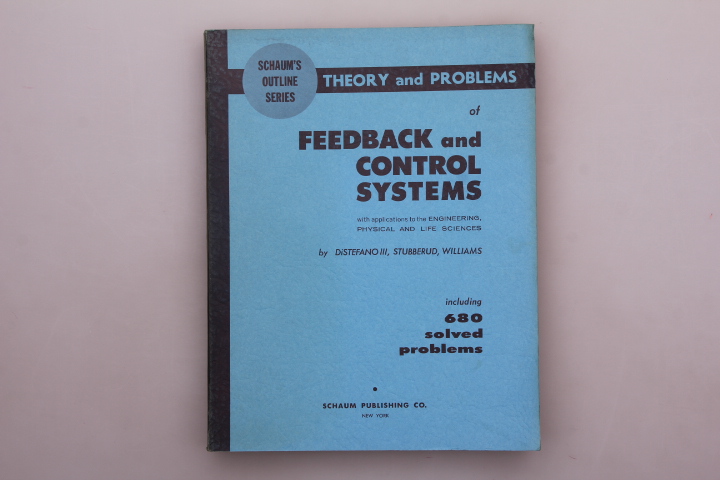 SCHAUM'S
OUTLINE
SERIES
THEORY and PROBLEMS
of
FEEDBACK and
CONTROL
SYSTEMS
with applications to the ENGINEERING,
PHYSICAL AND LIFE SCIENCES
by DiSTEFANO III, STUBBERUD, WILLIAMS
including
680
solved
problems
SCHAUM PUBLISHING CO.
NEW YORK